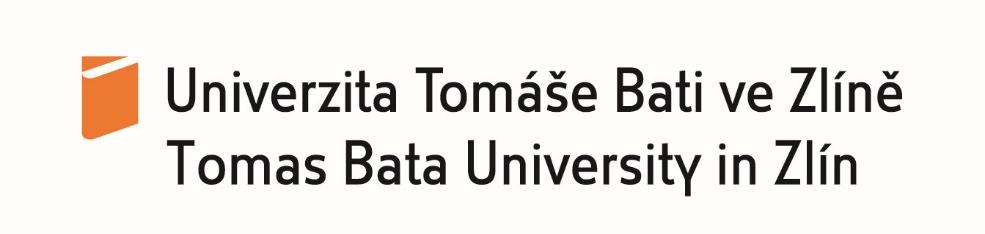 Univerzita Tomáše Bati ve Zlíně
Tomas Bata University in Zlín